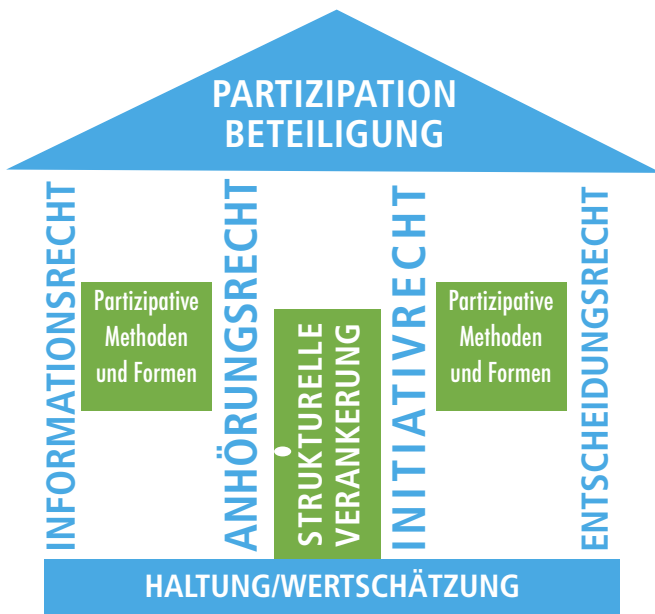 PARTIZIPATION
BETEILIGUNG
INFORMATIONSRECHT
Partizipative
Methoden
und Formen
ANHÖRUNGSRECHT
STRUKTURELLE
VERANKERUNG
INITIATIVRECHT
Partizipative
Methoden
und Formen
ENTSCHEIDUNGSRECHT
HALTUNG/WERTSCHÄTZUNG